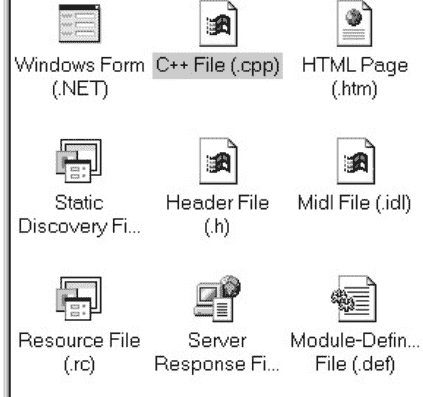 Windows Form
(.NET)
C++ File (.cpp)
HTML Page
(.htm)
Static
Discovery Fi...
Header File
(.h)
Midl File (.idl)
Resource File
(.rc)
Server
Response Fi...
Module-Defin...
File (.def)